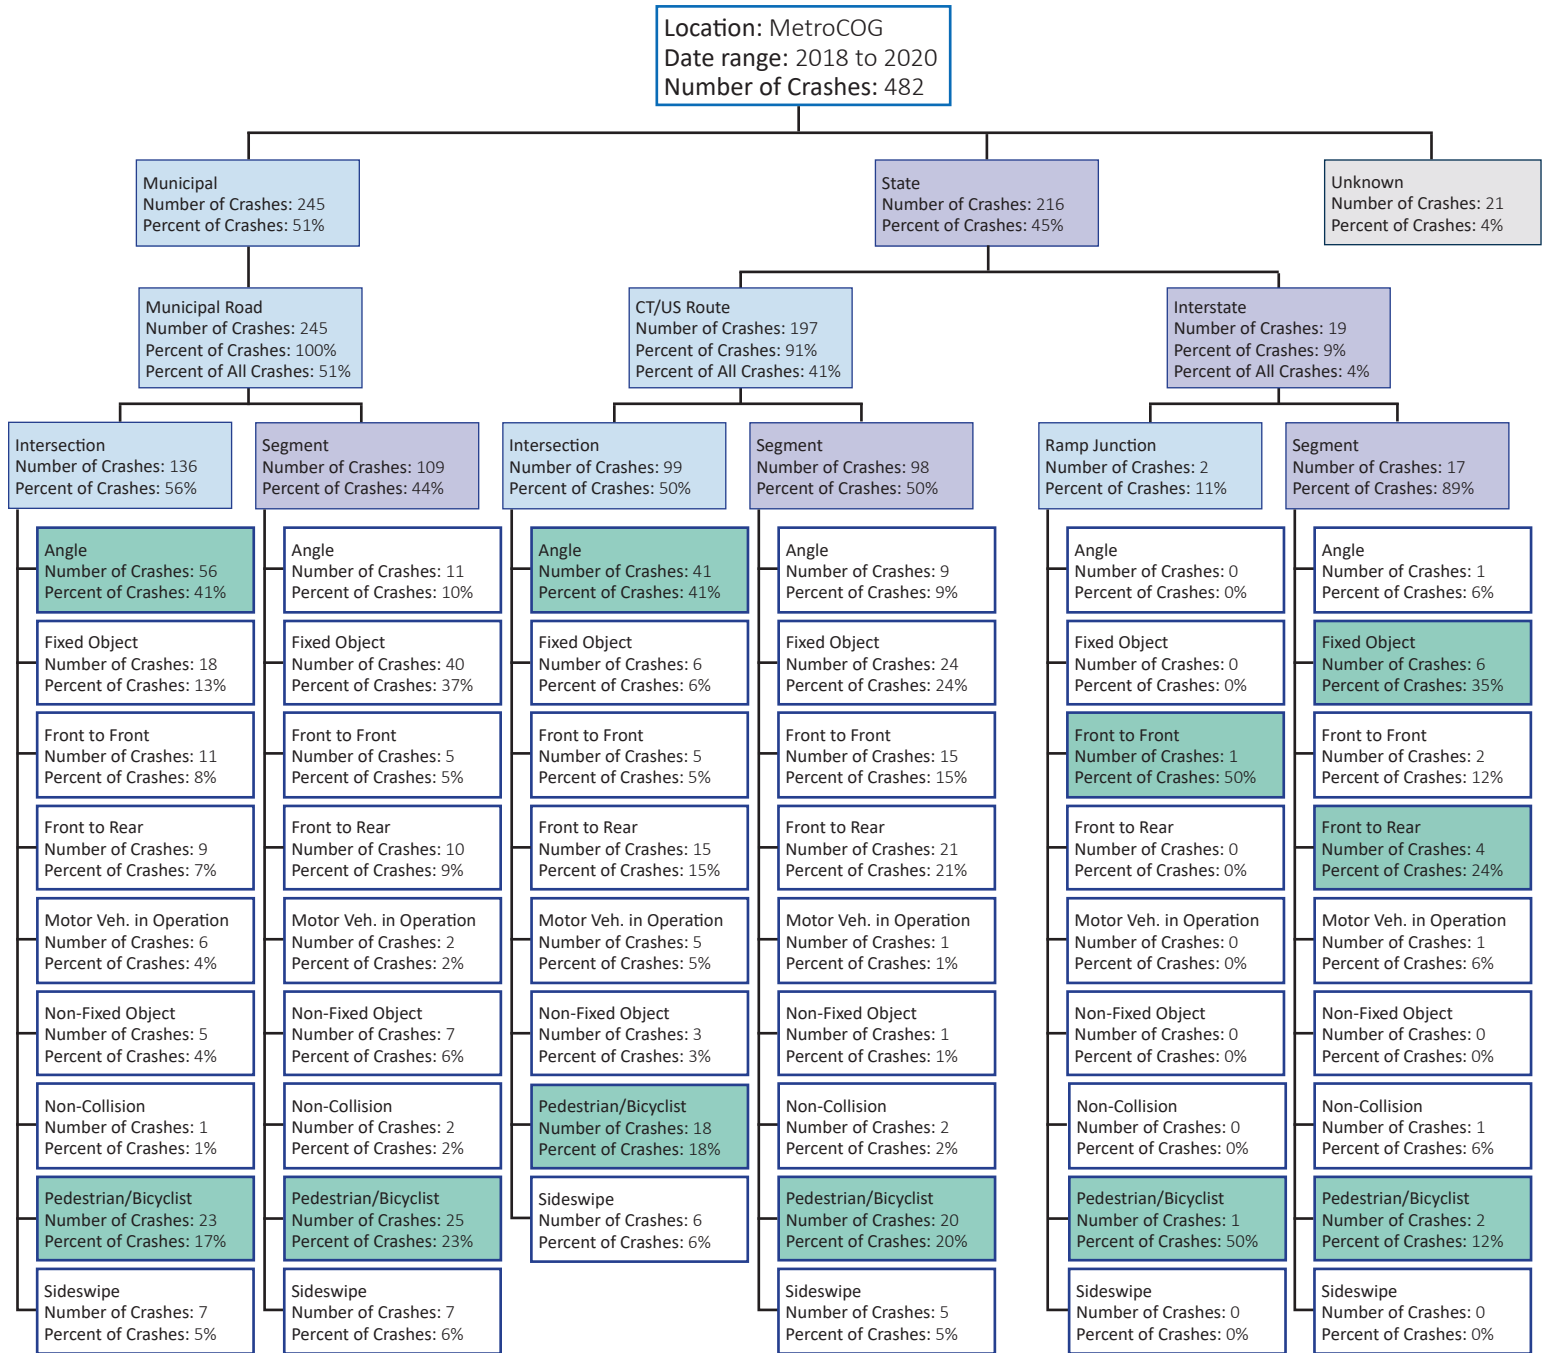 Location: MetroCOG
Date range: 2018 to 2020
Number of Crashes: 482
Municipal
Number of Crashes: 245
Percent of Crashes: 51%
State
Number of Crashes: 216
Percent of Crashes: 45%
Unknown
Number of Crashes: 21
Percent of Crashes: 4%
Municipal Road
Number of Crashes: 245
Percent of Crashes: 100%
Percent of All Crashes: 51%
CT/US Route
Number of Crashes: 197
Percent of Crashes: 91%
Percent of All Crashes: 41%
Interstate
Number of Crashes: 19
Percent of Crashes: 9%
Percent of All Crashes: 4%
Intersection
Number of Crashes: 136
Percent of Crashes: 56%
Angle
Number of Crashes: 56
Percent of Crashes: 41%
Fixed Object
Number of Crashes: 18
Percent of Crashes: 13%
Front to Front
Number of Crashes: 11
Percent of Crashes: 8%
Front to Rear
Number of Crashes: 9
Percent of Crashes: 7%
Motor Veh. in Operation
Number of Crashes: 6
Percent of Crashes: 4%
Non-Fixed Object
Number of Crashes: 5
Percent of Crashes: 4%
Non-Collision
Number of Crashes: 1
Percent of Crashes: 1%
Pedestrian/Bicyclist
Number of Crashes: 23
Percent of Crashes: 17%
Sideswipe
Number of Crashes: 7
Percent of Crashes: 5%
Segment
Number of Crashes: 109
Percent of Crashes: 44%
Angle
Number of Crashes: 11
Percent of Crashes: 10%
Fixed Object
Number of Crashes: 40
Percent of Crashes: 37%
Front to Front
Number of Crashes: 5
Percent of Crashes: 5%
Front to Rear
Number of Crashes: 10
Percent of Crashes: 9%
Motor Veh. in Operation
Number of Crashes: 2
Percent of Crashes: 2%
Non-Fixed Object
Number of Crashes: 7
Percent of Crashes: 6%
Non-Collision
Number of Crashes: 2
Percent of Crashes: 2%
Pedestrian/Bicyclist
Number of Crashes: 25
Percent of Crashes: 23%
Sideswipe
Number of Crashes: 7
Percent of Crashes: 6%
Intersection
Number of Crashes: 99
Percent of Crashes: 50%
Angle
Number of Crashes: 41
Percent of Crashes: 41%
Fixed Object
Number of Crashes: 6
Percent of Crashes: 6%
Front to Front
Number of Crashes: 5
Percent of Crashes: 5%
Front to Rear
Number of Crashes: 15
Percent of Crashes: 15%
Motor Veh. in Operation
Number of Crashes: 5
Percent of Crashes: 5%
Non-Fixed Object
Number of Crashes: 3
Percent of Crashes: 3%
Pedestrian/Bicyclist
Number of Crashes: 18
Percent of Crashes: 18%
Sideswipe
Number of Crashes: 6
Percent of Crashes: 6%
Segment
Number of Crashes: 98
Percent of Crashes: 50%
Angle
Number of Crashes: 9
Percent of Crashes: 9%
Fixed Object
Number of Crashes: 24
Percent of Crashes: 24%
Front to Front
Number of Crashes: 15
Percent of Crashes: 15%
Front to Rear
Number of Crashes: 21
Percent of Crashes: 21%
Motor Veh. in Operation
Number of Crashes: 1
Percent of Crashes: 1%
Non-Fixed Object
Number of Crashes: 1
Percent of Crashes: 1%
Non-Collision
Number of Crashes: 2
Percent of Crashes: 2%
Pedestrian/Bicyclist
Number of Crashes: 20
Percent of Crashes: 20%
Sideswipe
Number of Crashes: 5
Percent of Crashes: 5%
Ramp Junction
Number of Crashes: 2
Percent of Crashes: 11%
Angle
Number of Crashes: 0
Percent of Crashes: 0%
Fixed Object
Number of Crashes: 0
Percent of Crashes: 0%
Front to Front
Number of Crashes: 1
Percent of Crashes: 50%
Front to Rear
Number of Crashes: 0
Percent of Crashes: 0%
Motor Veh. in Operation
Number of Crashes: 0
Percent of Crashes: 0%
Non-Fixed Object
Number of Crashes: 0
Percent of Crashes: 0%
Non-Collision
Number of Crashes: 0
Percent of Crashes: 0%
Pedestrian/Bicyclist
Number of Crashes: 1
Percent of Crashes: 50%
Sideswipe
Number of Crashes: 0
Percent of Crashes: 0%
Segment
Number of Crashes: 17
Percent of Crashes: 89%
Angle
Number of Crashes: 1
Percent of Crashes: 6%
Fixed Object
Number of Crashes: 6
Percent of Crashes: 35%
Front to Front
Number of Crashes: 2
Percent of Crashes: 12%
Front to Rear
Number of Crashes: 4
Percent of Crashes: 24%
Motor Veh. in Operation
Number of Crashes: 1
Percent of Crashes: 6%
Non-Fixed Object
Number of Crashes: 0
Percent of Crashes: 0%
Non-Collision
Number of Crashes: 1
Percent of Crashes: 6%
Pedestrian/Bicyclist
Number of Crashes: 2
Percent of Crashes: 12%
Sideswipe
Number of Crashes: 0
Percent of Crashes: 0%